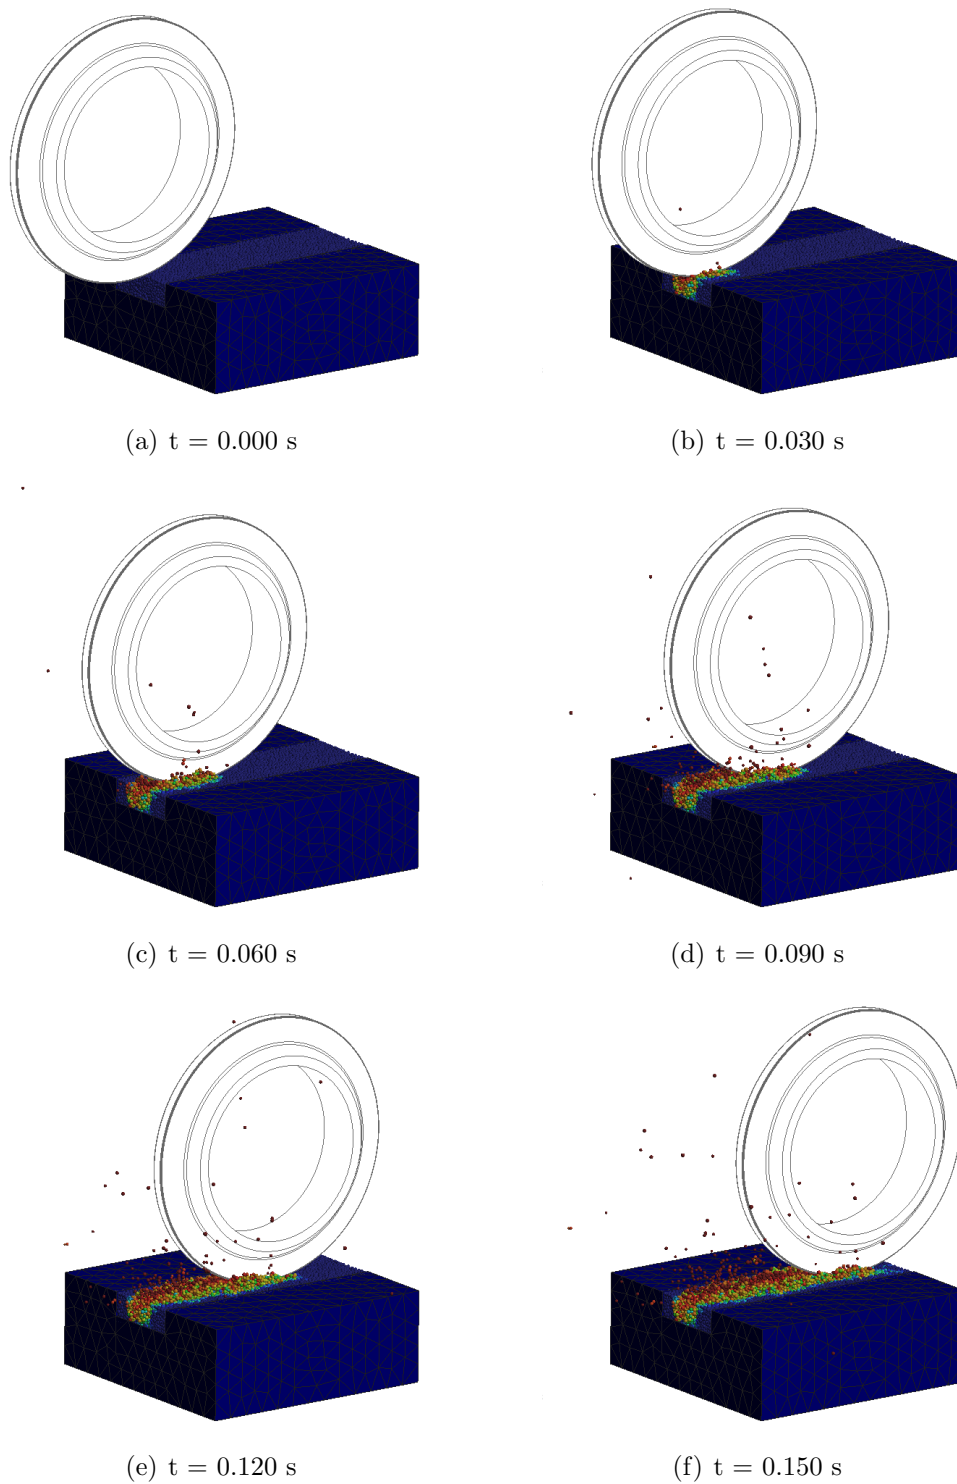 (a) t = 0.000 s
(b) t = 0.030 s
(c) t = 0.060 s
(d) t = 0.090 s
(e) t = 0.120 s
(f) t = 0.150 s